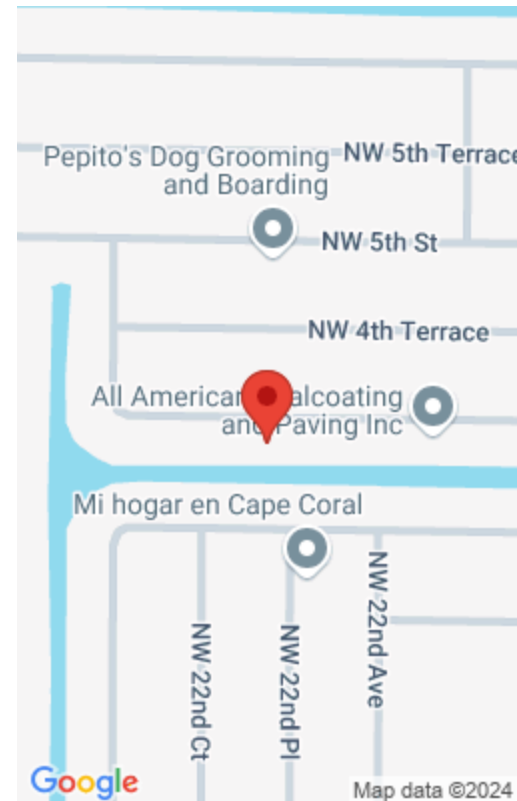 NW 5th Terrace
Pepito's Dog Grooming
and Boarding
NW 5th St
NW 4th Terrace
All American alcoating
and Paving Inc
Mi hogar en Cape Coral
NW 22nd Ct
NW 22nd Pl
NW 22nd Ave
Google
Map data ©2024